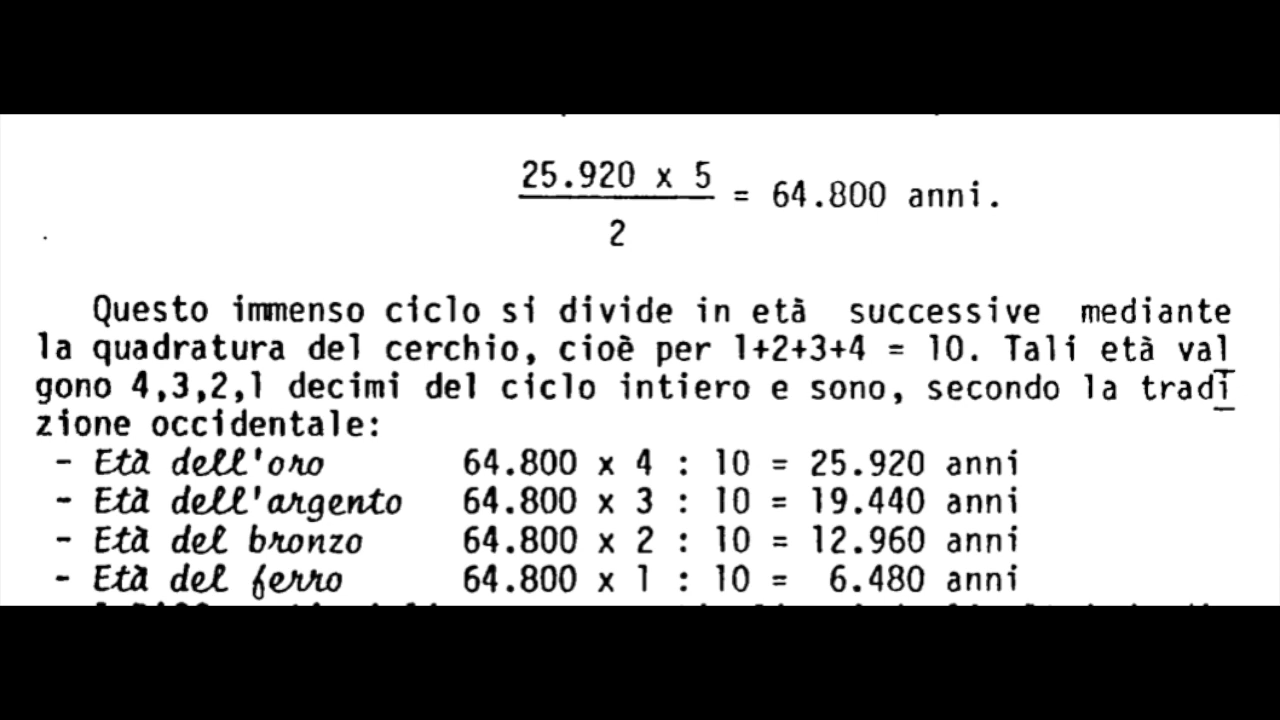 25.920 x 5
2
= 64.800 anni.
Questo immenso ciclo si divide in età successive mediante
la quadratura del cerchio, cioè per 1+2+3+4 = 10. Tali età val
gono 4,3,2,1 decimi del ciclo intiero e sono, secondo la tradi
zione occidentale:
- Età dell'oro 64.800 x 4 : 10 = 25.920 anni
- Età dell'argento 64.800 x 3 : 10 = 19.440 anni
- Età del bronzo 64.800 x 2 : 10 = 12.960 anni
- Età del ferro 64.800 x 1 : 10 = 6.480 anni